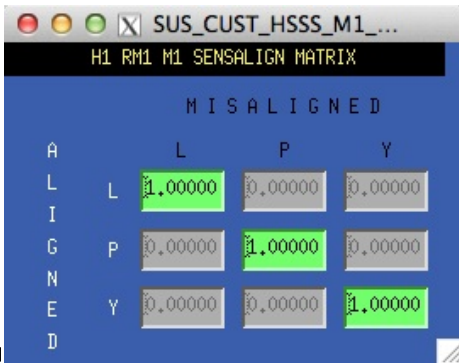 SUS_CUST_HSSS_M1_...
H1 RM1 M1 SENSALIGN MATRIX
MISALIGNED
L P Y
ALIGNED
L 1.00000 0.00000 0.00000
P 0.00000 1.00000 0.00000
Y 0.00000 0.00000 1.00000